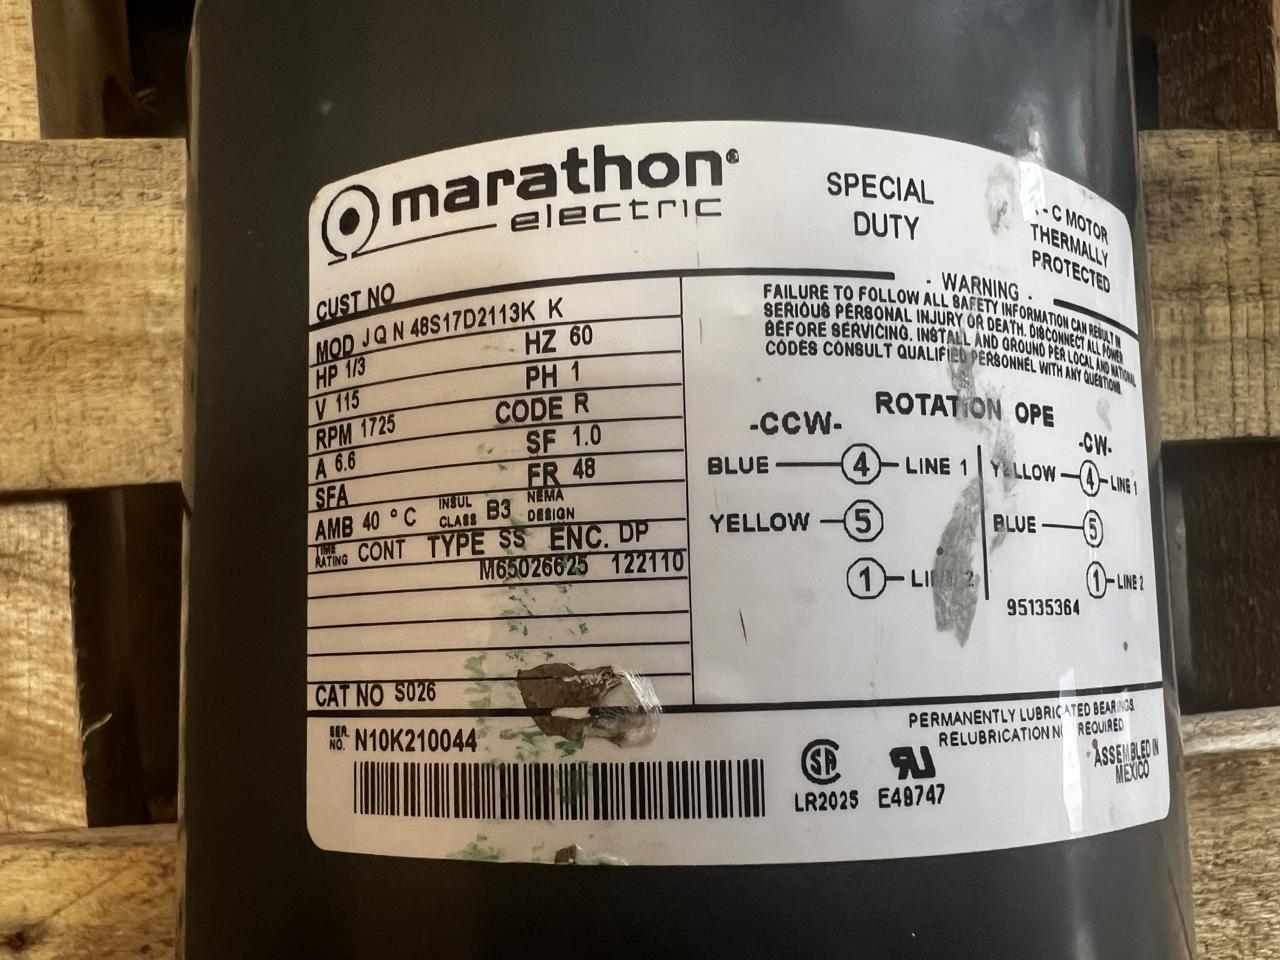 marathon®
electric
SPECIAL
DUTY
- C MOTOR
THERMALLY
PROTECTED
CUST NO
MOD JQN 48S17D2113K K
HP 1/3 HZ 60
V 115 PH 1
RPM 1725 CODE R
A 6.6 SF 1.0
SFA FR 48
AMB 40 °C INSUL CLASS B3 NEMA DESIGN
TIME RATING CONT TYPE SS ENC. DP
M65026625 122110
CAT NO S026
- WARNING -
FAILURE TO FOLLOW ALL SAFETY INFORMATION CAN RESULT IN
SERIOUS PERSONAL INJURY OR DEATH. DISCONNECT ALL POWER
BEFORE SERVICING. INSTALL AND GROUND PER LOCAL AND NATIONAL
CODES CONSULT QUALIFIED PERSONNEL WITH ANY QUESTIONS.
ROTATION OPE
-CCW-
BLUE 4 LINE 1
YELLOW 5
1 LINE 2
-CW-
YELLOW 4 LINE 1
BLUE 5
1 LINE 2
95135364
SER. NO. N10K210044
PERMANENTLY LUBRICATED BEARINGS
RELUBRICATION NOT REQUIRED
ASSEMBLED IN
MEXICO
LR2025 E49747